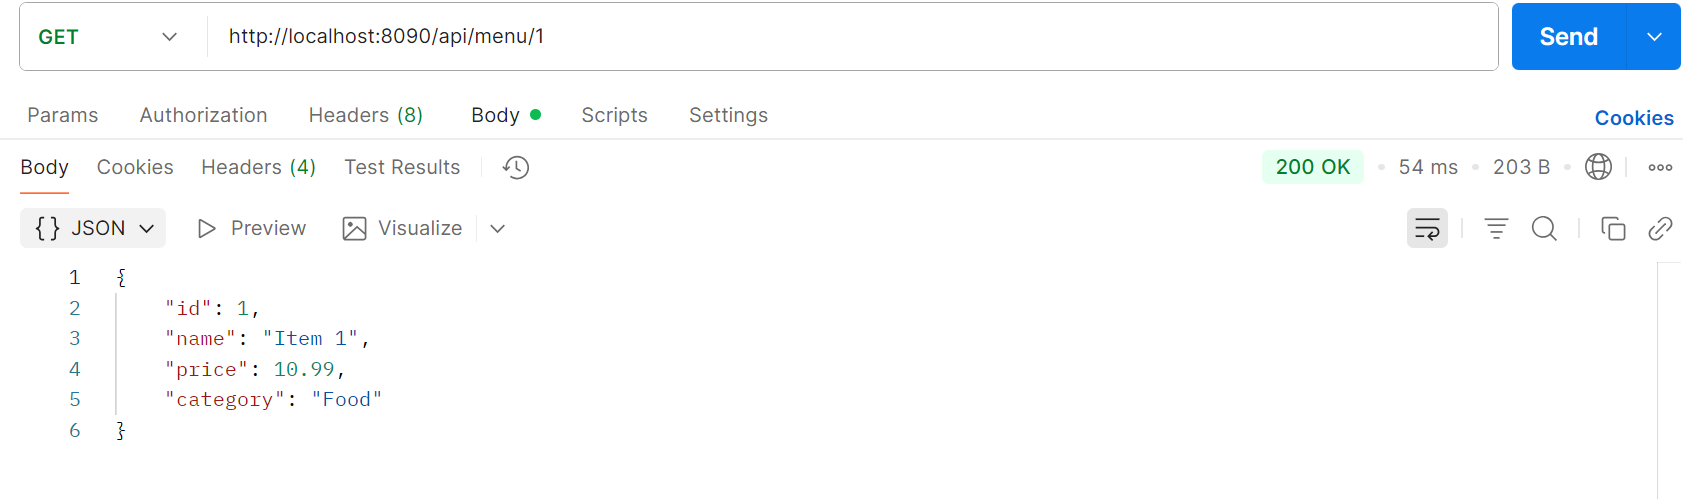 GET http://localhost:8090/api/menu/1 Send
Params Authorization Headers (8) Body Scripts Settings Cookies
Body Cookies Headers (4) Test Results 200 OK 54 ms 203 B
{} JSON Preview Visualize
1 {
2 "id": 1,
3 "name": "Item 1",
4 "price": 10.99,
5 "category": "Food"
6 }